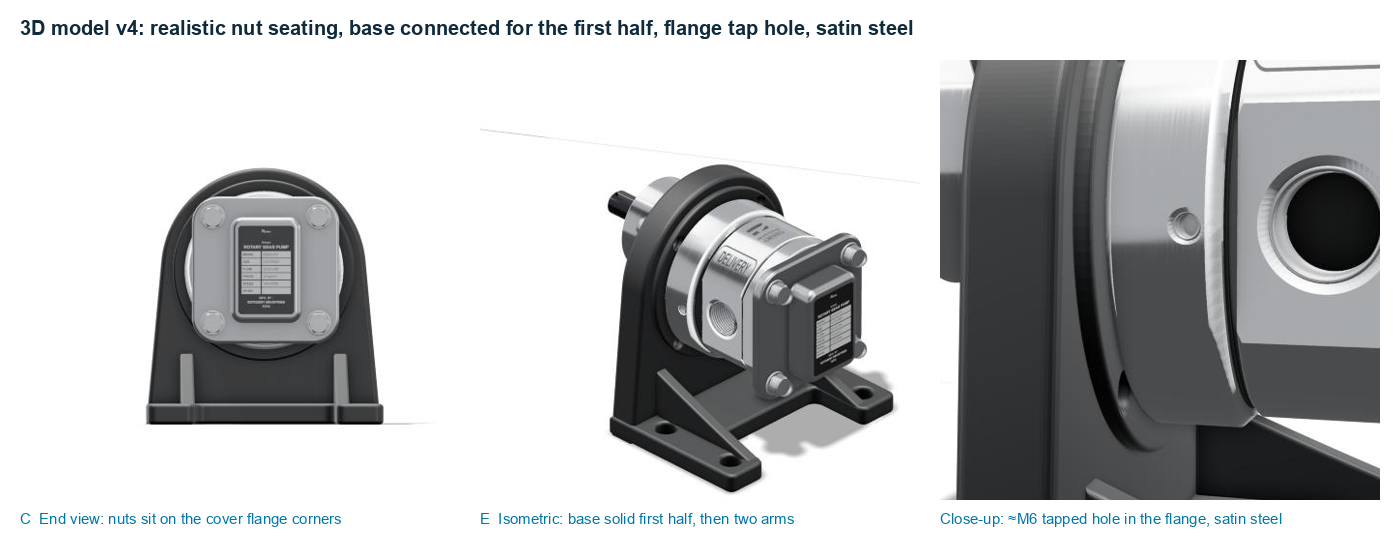 3D model v4: realistic nut seating, base connected for the first half, flange tap hole, satin steel
ROTARY GEAR PUMP
DELIVERY
ROTARY GEAR PUMP
C End view: nuts sit on the cover flange corners
E Isometric: base solid first half, then two arms
Close-up: ≈M6 tapped hole in the flange, satin steel